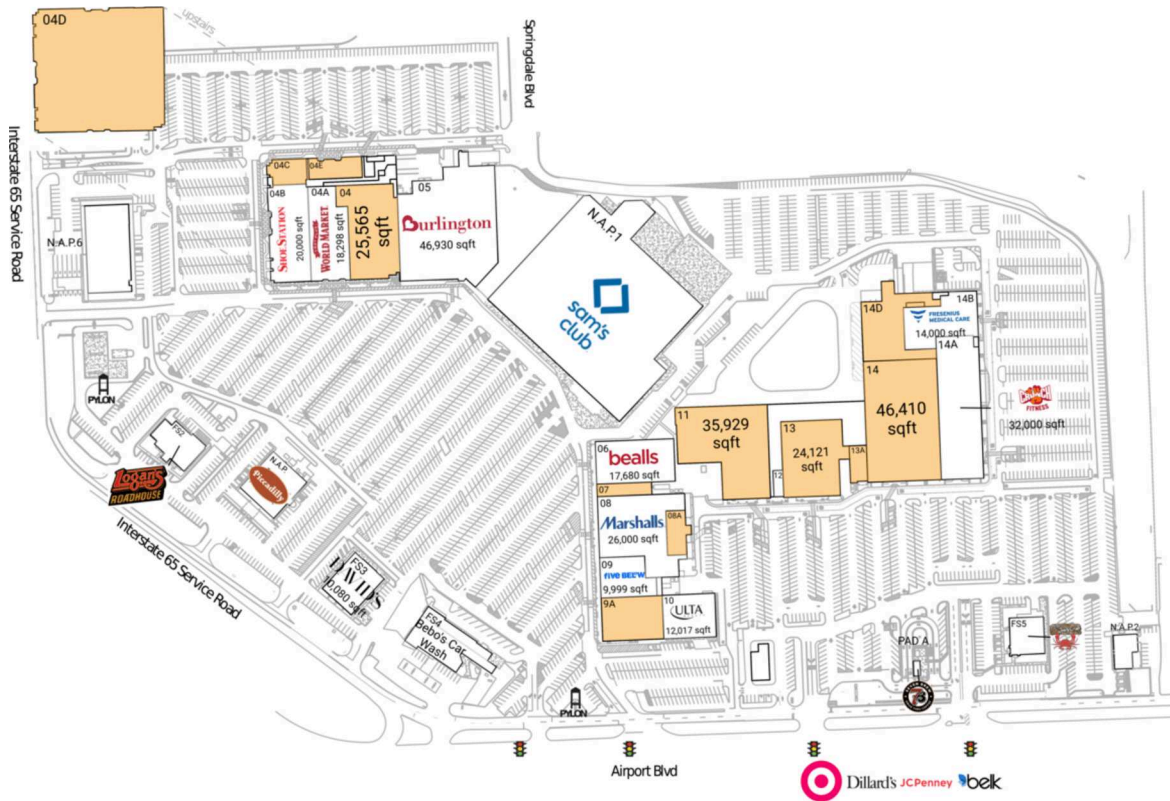 04D
upstairs
Springdale Blvd
Interstate 65 Service Road
N.A.P.6
04C
04E
04B
SHOE STATION
20,000 sqft
04A
WORLD MARKET
18,298 sqft
04
25,565
sqft
05
Burlington
46,930 sqft
N.A.P.1
sam's
club
14D
14B
FRESENIUS
MEDICAL CARE
14,000 sqft
14A
14
46,410
sqft
CRUNCH
FITNESS
32,000 sqft
11
35,929
sqft
12
13
24,121
sqft
13A
06
bealls
17,680 sqft
07
08
Marshalls
26,000 sqft
08A
09
five BEL'W
9,999 sqft
9A
10
ULTA
12,017 sqft
PYLON
FS2
LOGAN'S
ROADHOUSE
N.A.P
Piccadilly
Interstate 65 Service Road
FS3
DAVID'S
10,080 sqft
FS4
Bebo's Car
Wash
PYLON
PAD A
FS5
N.A.P.2
Airport Blvd
Dillard's JCPenney belk